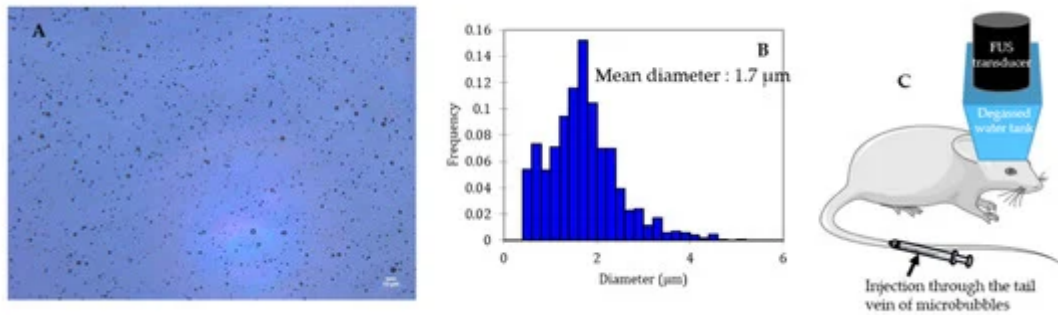 A
0.16
0.14
0.12
0.1
0.08
0.06
0.04
0.02
0
Frequency
B
Mean diameter : 1.7 µm
0
2
4
6
Diameter (µm)
C
FUS
transducer
Degassed
water tank
Injection through the tail
vein of microbubbles